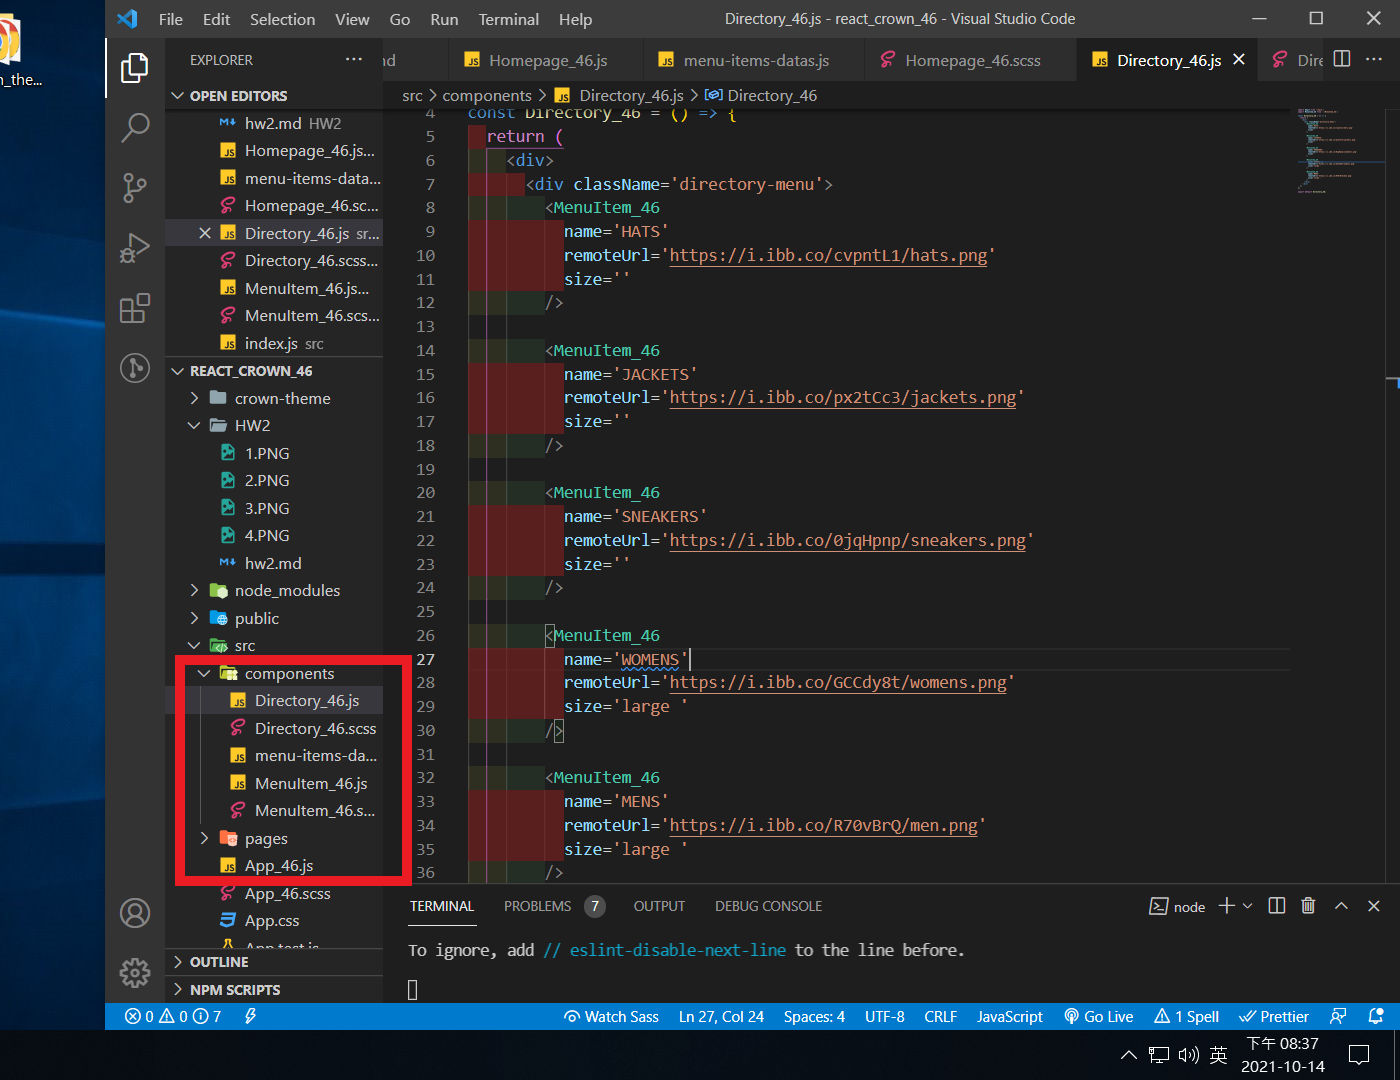 File Edit Selection View Go Run Terminal Help
Directory_46.js - react_crown_46 - Visual Studio Code
n_the...
EXPLORER
nd
Homepage_46.js
menu-items-datas.js
Homepage_46.scss
Directory_46.js
Dire
src > components > Directory_46.js > Directory_46
OPEN EDITORS
hw2.md HW2
Homepage_46.js...
menu-items-data...
Homepage_46.sc...
Directory_46.js sr...
Directory_46.scss...
MenuItem_46.js...
MenuItem_46.scs...
index.js src
REACT_CROWN_46
crown-theme
HW2
1.PNG
2.PNG
3.PNG
4.PNG
hw2.md
node_modules
public
src
components
Directory_46.js
Directory_46.scss
menu-items-da...
MenuItem_46.js
MenuItem_46.s...
pages
App_46.js
App_46.scss
App.css
App.test.js
OUTLINE
NPM SCRIPTS
4 const Directory_46 = () => {
5 return (
6 <div>
7 <div className='directory-menu'>
8 <MenuItem_46
9 name='HATS'
10 remoteUrl='https://i.ibb.co/cvpntL1/hats.png'
11 size=''
12 />
13
14 <MenuItem_46
15 name='JACKETS'
16 remoteUrl='https://i.ibb.co/px2tCc3/jackets.png'
17 size=''
18 />
19
20 <MenuItem_46
21 name='SNEAKERS'
22 remoteUrl='https://i.ibb.co/0jqHpnp/sneakers.png'
23 size=''
24 />
25
26 <MenuItem_46
27 name='WOMENS'
28 remoteUrl='https://i.ibb.co/GCCdy8t/womens.png'
29 size='large '
30 />
31
32 <MenuItem_46
33 name='MENS'
34 remoteUrl='https://i.ibb.co/R70vBrQ/men.png'
35 size='large '
36 />
TERMINAL PROBLEMS 7 OUTPUT DEBUG CONSOLE
node
To ignore, add // eslint-disable-next-line to the line before.
0 0 7
Watch Sass Ln 27, Col 24 Spaces: 4 UTF-8 CRLF JavaScript Go Live 1 Spell Prettier
英
下午 08:37
2021-10-14